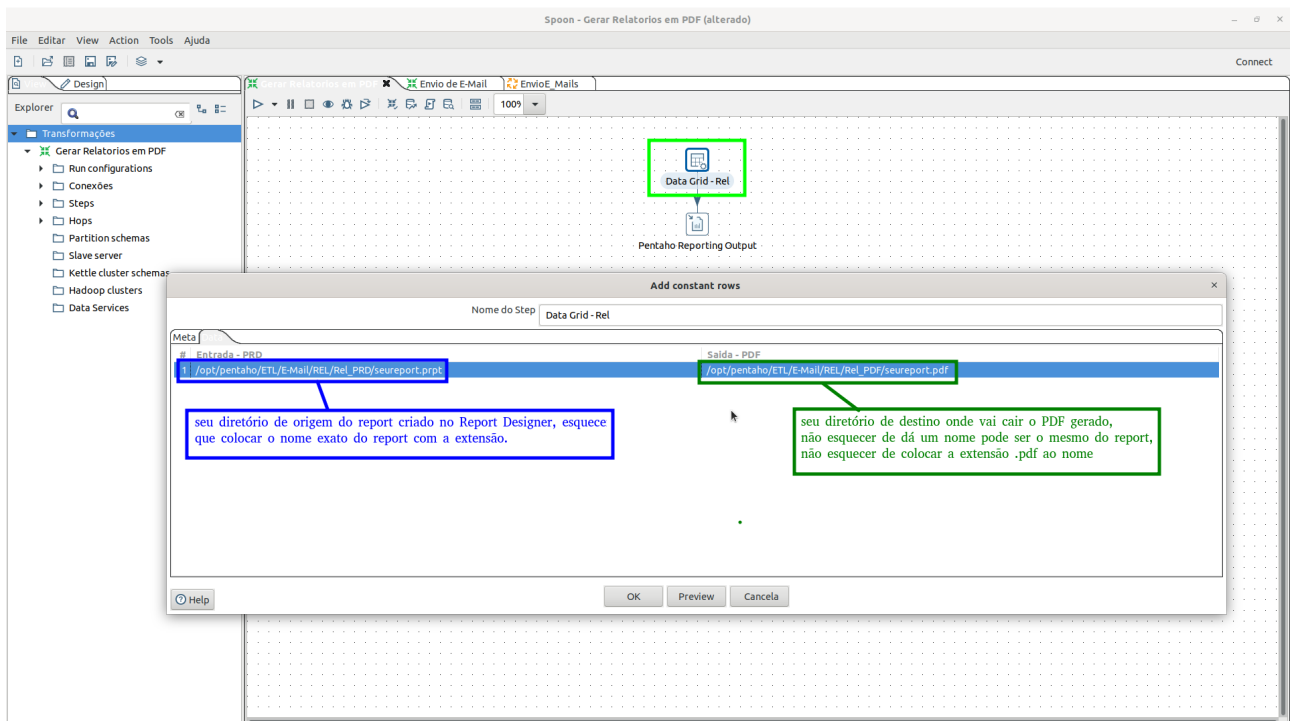 Spoon - Gerar Relatorios em PDF (alterado)
File Editar View Action Tools Ajuda
Connect
Design
Gerar Relatorios em PDF
Envio de E-Mail
EnvioE_Mails
Explorer
100%
Transformações
Gerar Relatorios em PDF
Run configurations
Conexões
Steps
Hops
Partition schemas
Slave server
Kettle cluster schemas
Hadoop clusters
Data Services
Data Grid - Rel
Pentaho Reporting Output
Add constant rows
Nome do Step Data Grid - Rel
Meta
# Entrada - PRD Saida - PDF
1 /opt/pentaho/ETL/E-Mail/REL/Rel_PRD/seureport.prpt /opt/pentaho/ETL/E-Mail/REL/Rel_PDF/seureport.pdf
seu diretório de origem do report criado no Report Designer, esquece
que colocar o nome exato do report com a extensão.
seu diretório de destino onde vai cair o PDF gerado,
não esquecer de dá um nome pode ser o mesmo do report,
não esquecer de colocar a extensão .pdf ao nome
Help
OK Preview Cancela